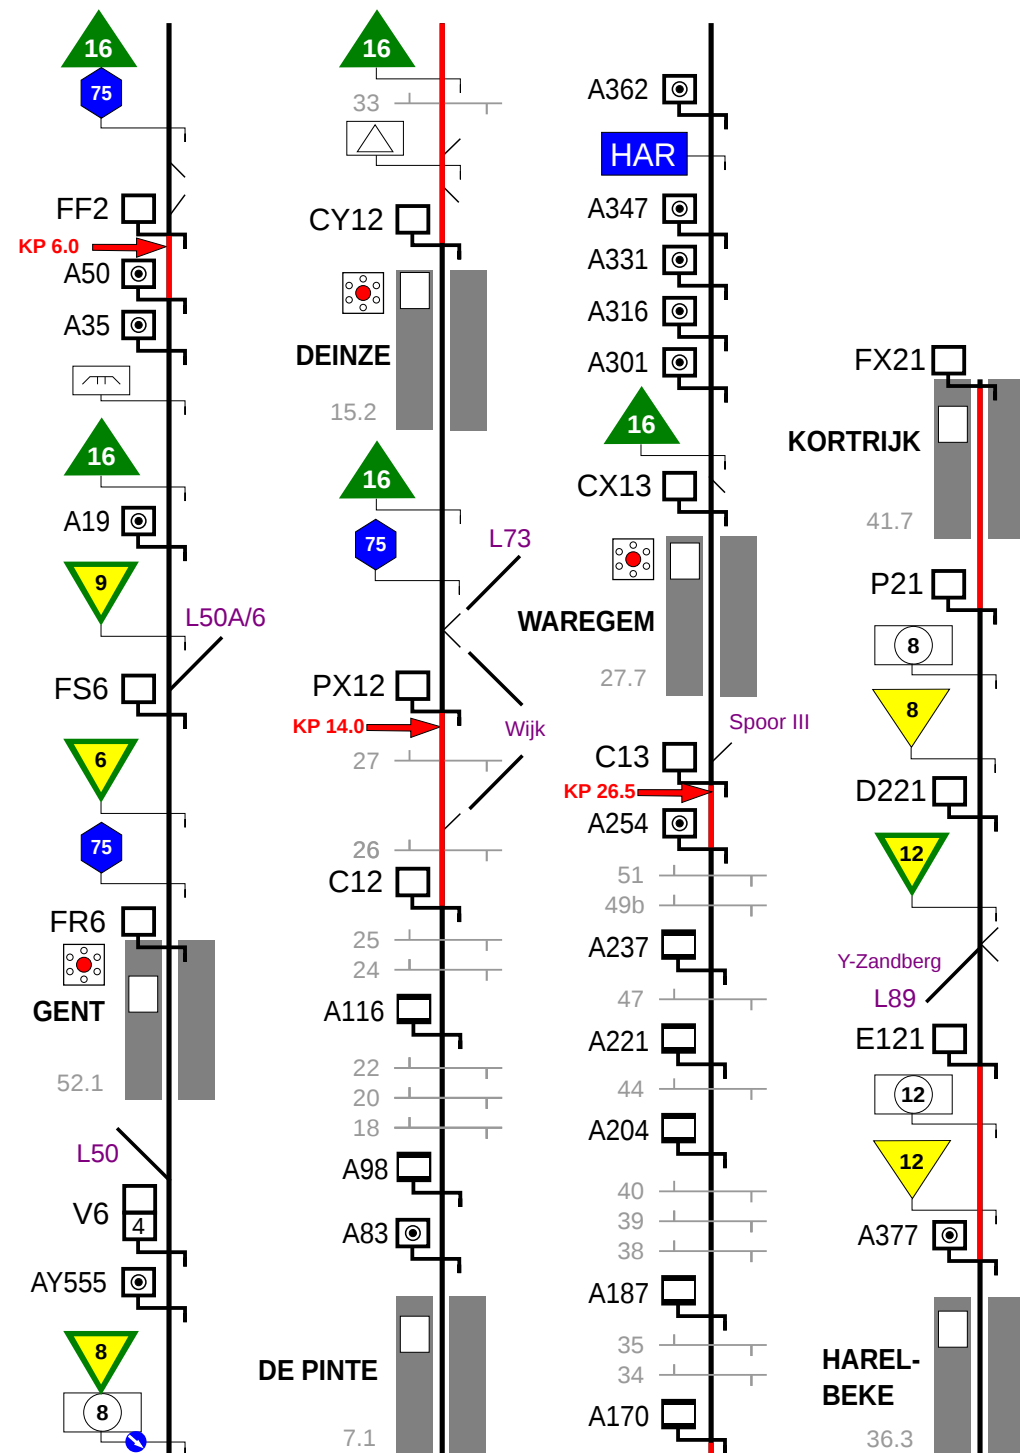 16
75
FF2
KP 6.0
A50
A35
16
A19
9
L50A/6
FS6
6
75
FR6
GENT
52.1
L50
V6
4
AY555
8
8
16
33
CY12
DEINZE
15.2
16
75
L73
PX12
KP 14.0
Wijk
27
26
C12
25
24
A116
22
20
18
A98
A83
DE PINTE
7.1
A362
HAR
A347
A331
A316
A301
16
CX13
WAREGEM
27.7
Spoor III
C13
KP 26.5
A254
51
49b
A237
47
A221
44
A204
40
39
38
A187
35
34
A170
FX21
KORTRIJK
41.7
P21
8
8
D221
12
Y-Zandberg
L89
E121
12
12
A377
HAREL-
BEKE
36.3